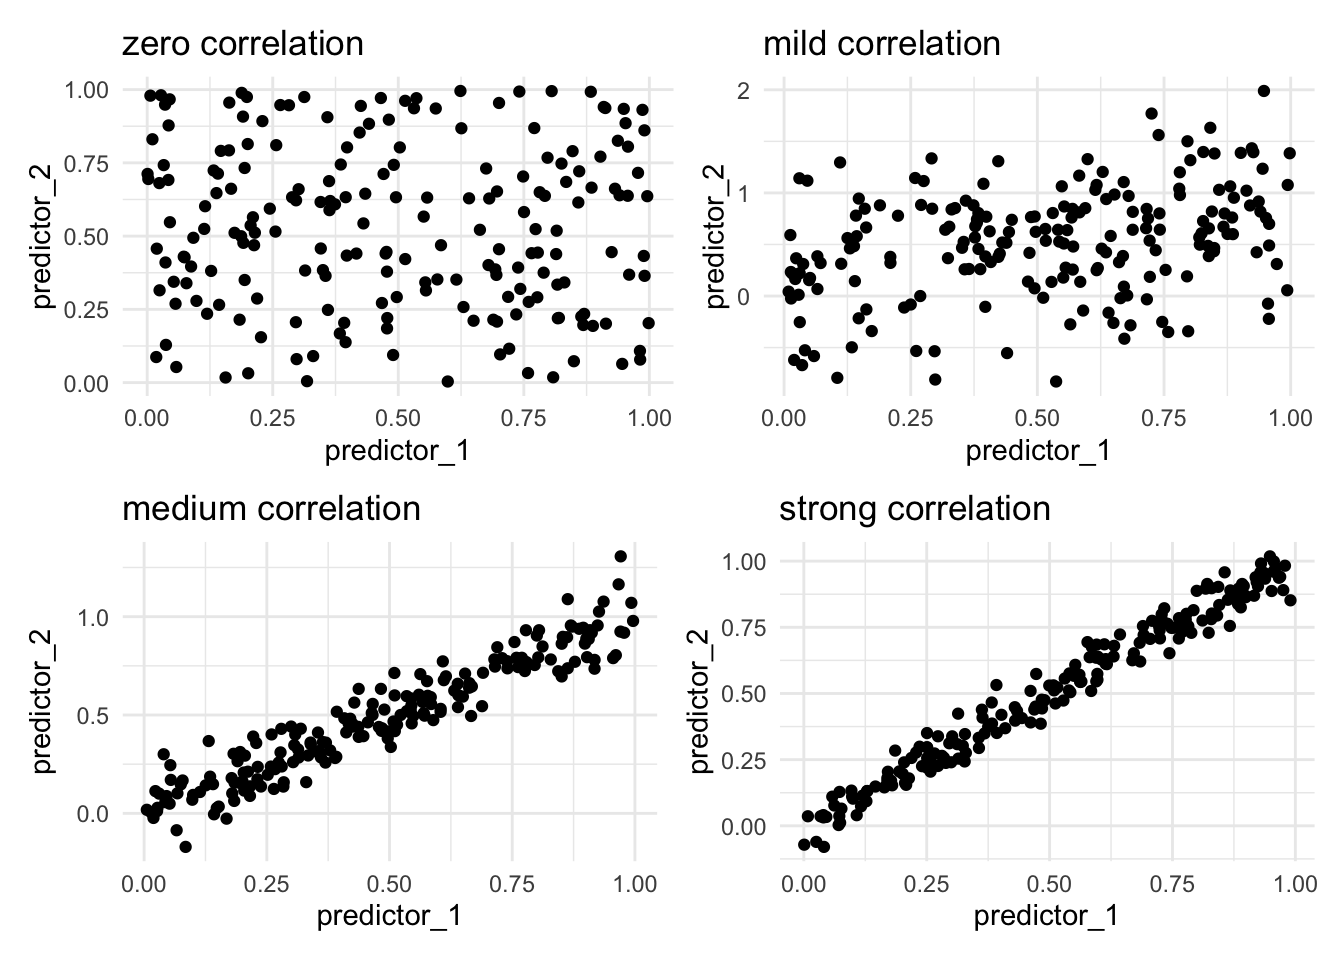 zero correlation
1.00
0.75
0.50
0.25
0.00
predictor_2
0.00 0.25 0.50 0.75 1.00
predictor_1
mild correlation
2
1
0
predictor_2
0.00 0.25 0.50 0.75 1.00
predictor_1
medium correlation
1.0
0.5
0.0
predictor_2
0.00 0.25 0.50 0.75 1.00
predictor_1
strong correlation
1.00
0.75
0.50
0.25
0.00
predictor_2
0.00 0.25 0.50 0.75 1.00
predictor_1